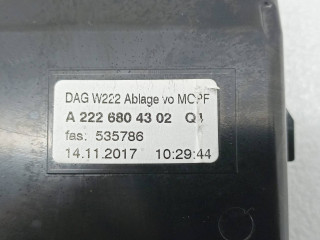 DAG W222 Ablage vo MOPF
A 222 680 43 02 Q1
fas: 535786
14.11.2017 10:29:44